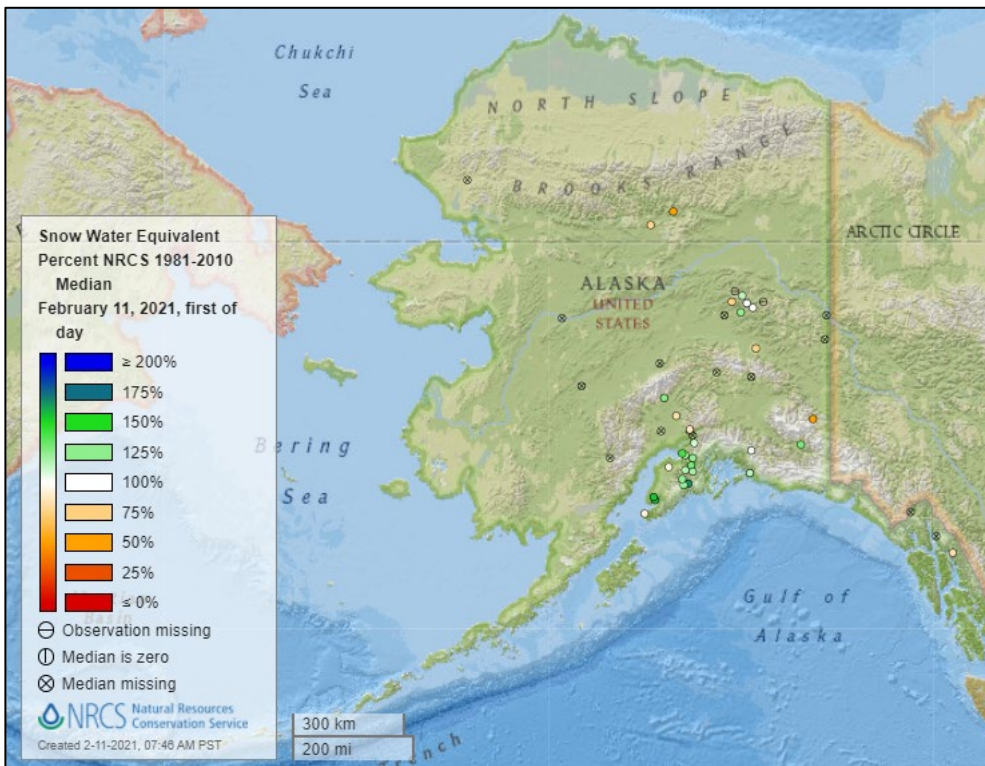 Chukchi
Sea
NORTH SLOPE
BROOKS RANGE
ARCTIC CIRCLE
ALASKA
UNITED
STATES
Bering
Sea
Gulf of
Alaska
Snow Water Equivalent
Percent NRCS 1981-2010
Median
February 11, 2021, first of
day
≥ 200%
175%
150%
125%
100%
75%
50%
25%
≤ 0%
Basin
Observation missing
Median is zero
Median missing
NRCS Natural Resources
Conservation Service
Created 2-11-2021, 07:46 AM PST
300 km
200 mi